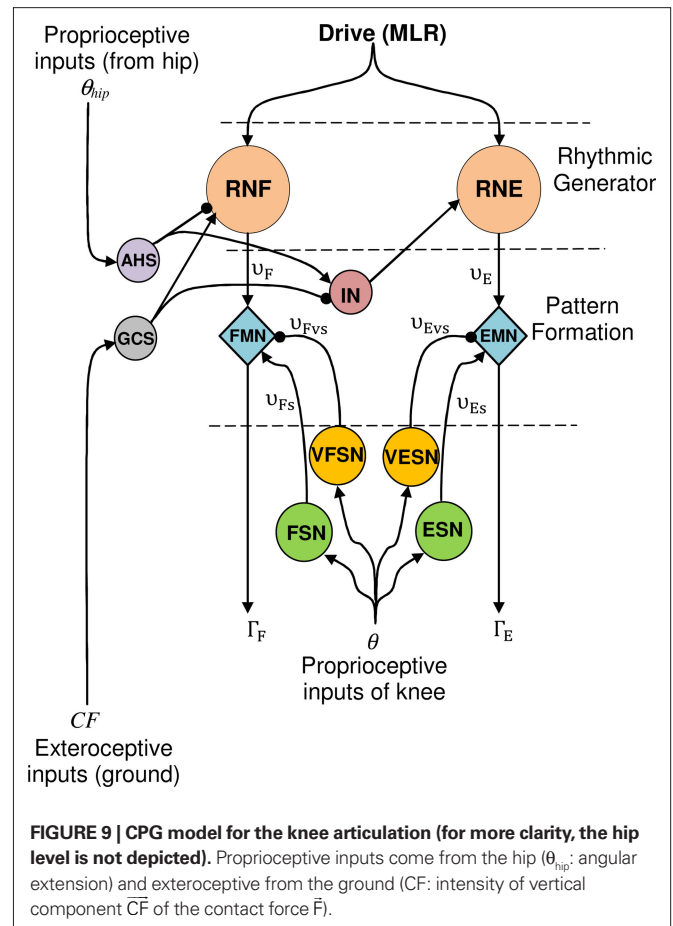 Proprioceptive
inputs (from hip)
θhip
Drive (MLR)
RNF
RNE
Rhythmic
Generator
AHS
IN
υF
υE
Pattern
Formation
GCS
FMN
υFvs
υEvs
EMN
υFs
υEs
VFSN
VESN
FSN
ESN
ΓF
θ
ΓE
Proprioceptive
inputs of knee
CF
Exteroceptive
inputs (ground)
FIGURE 9 | CPG model for the knee articulation (for more clarity, the hip
level is not depicted). Proprioceptive inputs come from the hip (θhip: angular
extension) and exteroceptive from the ground (CF: intensity of vertical
component C̅F̅ of the contact force F⃗).